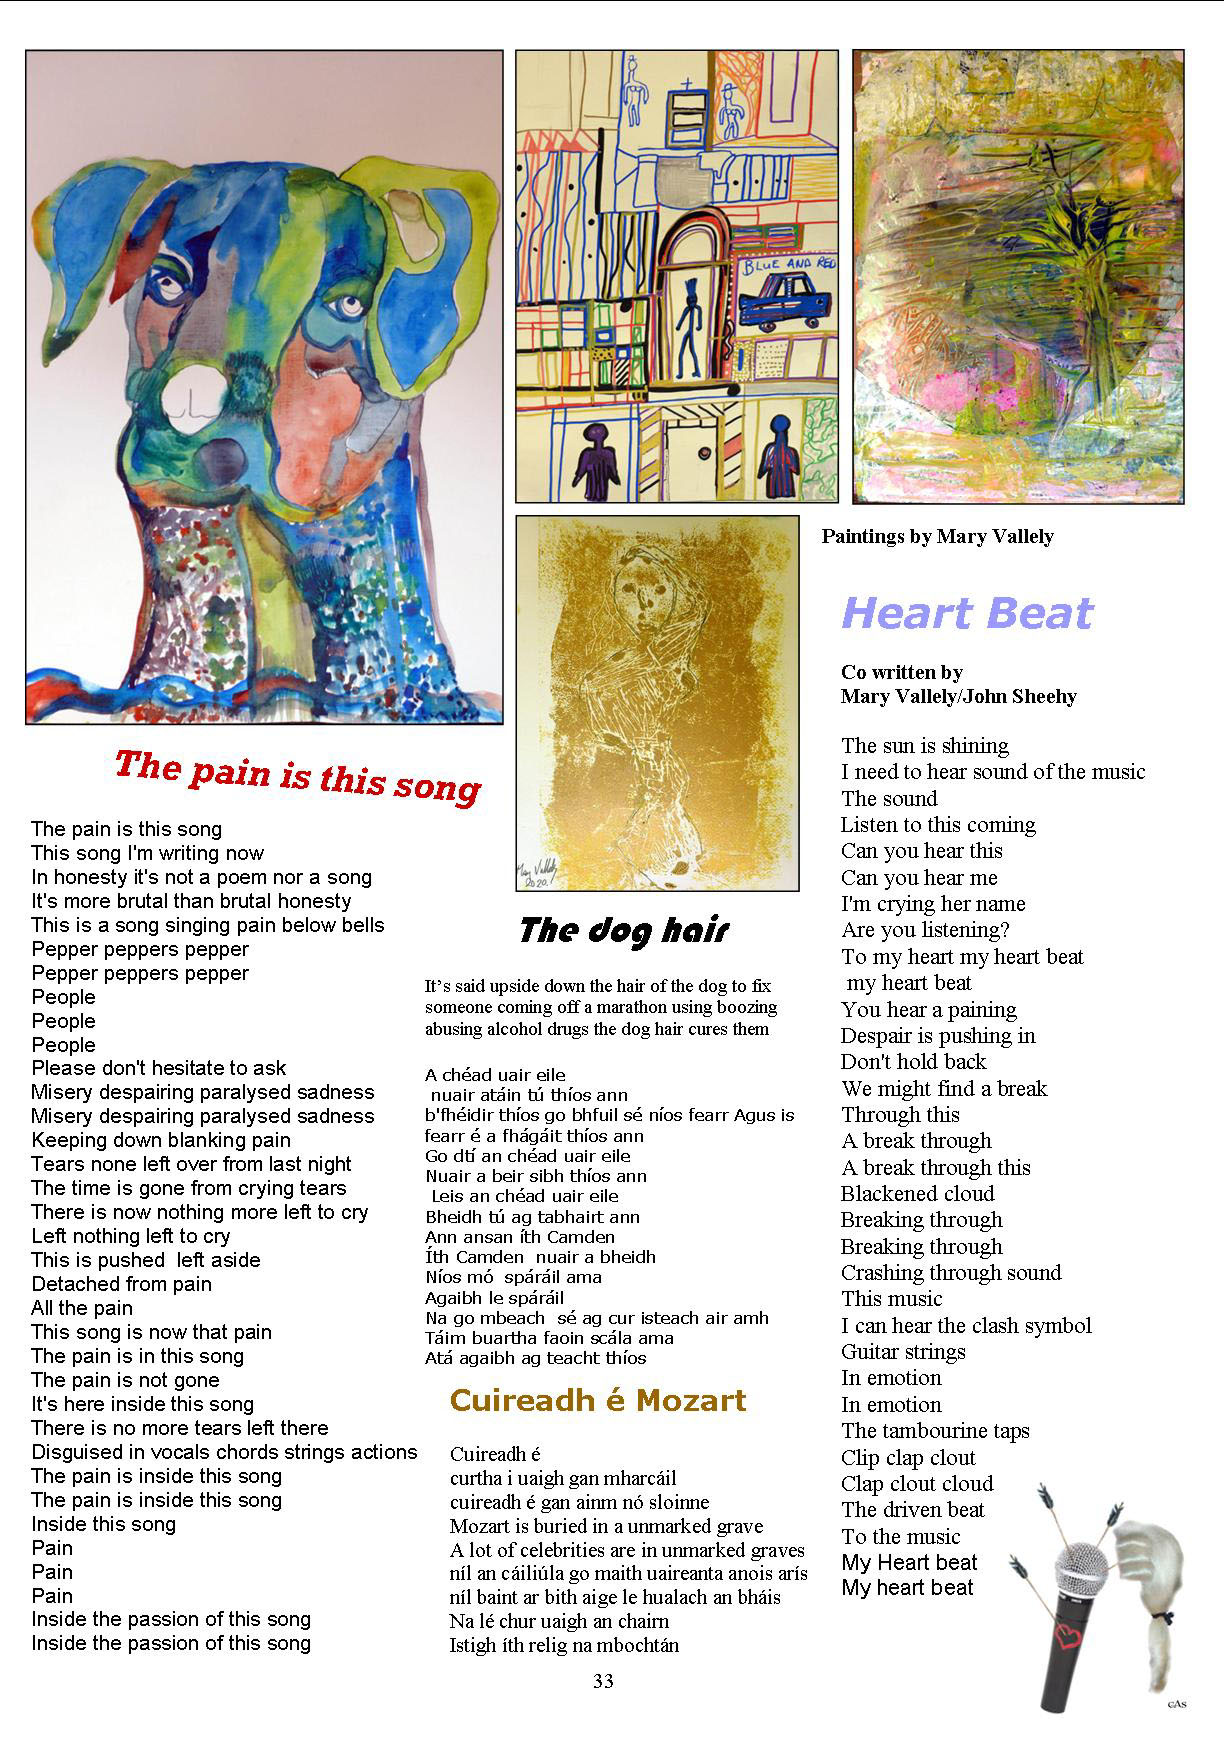 BLUE AND RED
Paintings by Mary Vallely
Mary Vallely
2020.
The pain is this song
The pain is this song
This song I'm writing now
In honesty it's not a poem nor a song
It's more brutal than brutal honesty
This is a song singing pain below bells
Pepper peppers pepper
Pepper peppers pepper
People
People
People
Please don't hesitate to ask
Misery despairing paralysed sadness
Misery despairing paralysed sadness
Keeping down blanking pain
Tears none left over from last night
The time is gone from crying tears
There is now nothing more left to cry
Left nothing left to cry
This is pushed  left aside
Detached from pain
All the pain
This song is now that pain
The pain is in this song
The pain is not gone
It's here inside this song
There is no more tears left there
Disguised in vocals chords strings actions
The pain is inside this song
The pain is inside this song
Inside this song
Pain
Pain
Pain
Inside the passion of this song
Inside the passion of this song
The dog hair
It’s said upside down the hair of the dog to fix
someone coming off a marathon using boozing
abusing alcohol drugs the dog hair cures them
A chéad uair eile
nuair atáin tú thíos ann
b'fhéidir thíos go bhfuil sé níos fearr Agus is
fearr é a fhágáit thíos ann
Go dtí an chéad uair eile
Nuair a beir sibh thíos ann
Leis an chéad uair eile
Bheidh tú ag tabhairt ann
Ann ansan íth Camden
Íth Camden  nuair a bheidh
Níos mó  spáráil ama
Agaibh le spáráil
Na go mbeach  sé ag cur isteach air amh
Táim buartha faoin scála ama
Atá agaibh ag teacht thíos
Cuireadh é Mozart
Cuireadh é
curtha i uaigh gan mharcáil
cuireadh é gan ainm nó sloinne
Mozart is buried in a unmarked grave
A lot of celebrities are in unmarked graves
níl an cáiliúla go maith uaireanta anois arís
níl baint ar bith aige le hualach an bháis
Na lé chur uaigh an chairn
Istigh íth relig na mbochtán
Heart Beat
Co written by
Mary Vallely/John Sheehy
The sun is shining
I need to hear sound of the music
The sound
Listen to this coming
Can you hear this
Can you hear me
I'm crying her name
Are you listening?
To my heart my heart beat
my heart beat
You hear a paining
Despair is pushing in
Don't hold back
We might find a break
Through this
A break through
A break through this
Blackened cloud
Breaking through
Breaking through
Crashing through sound
This music
I can hear the clash symbol
Guitar strings
In emotion
In emotion
The tambourine taps
Clip clap clout
Clap clout cloud
The driven beat
To the music
My Heart beat
My heart beat
GAS
33